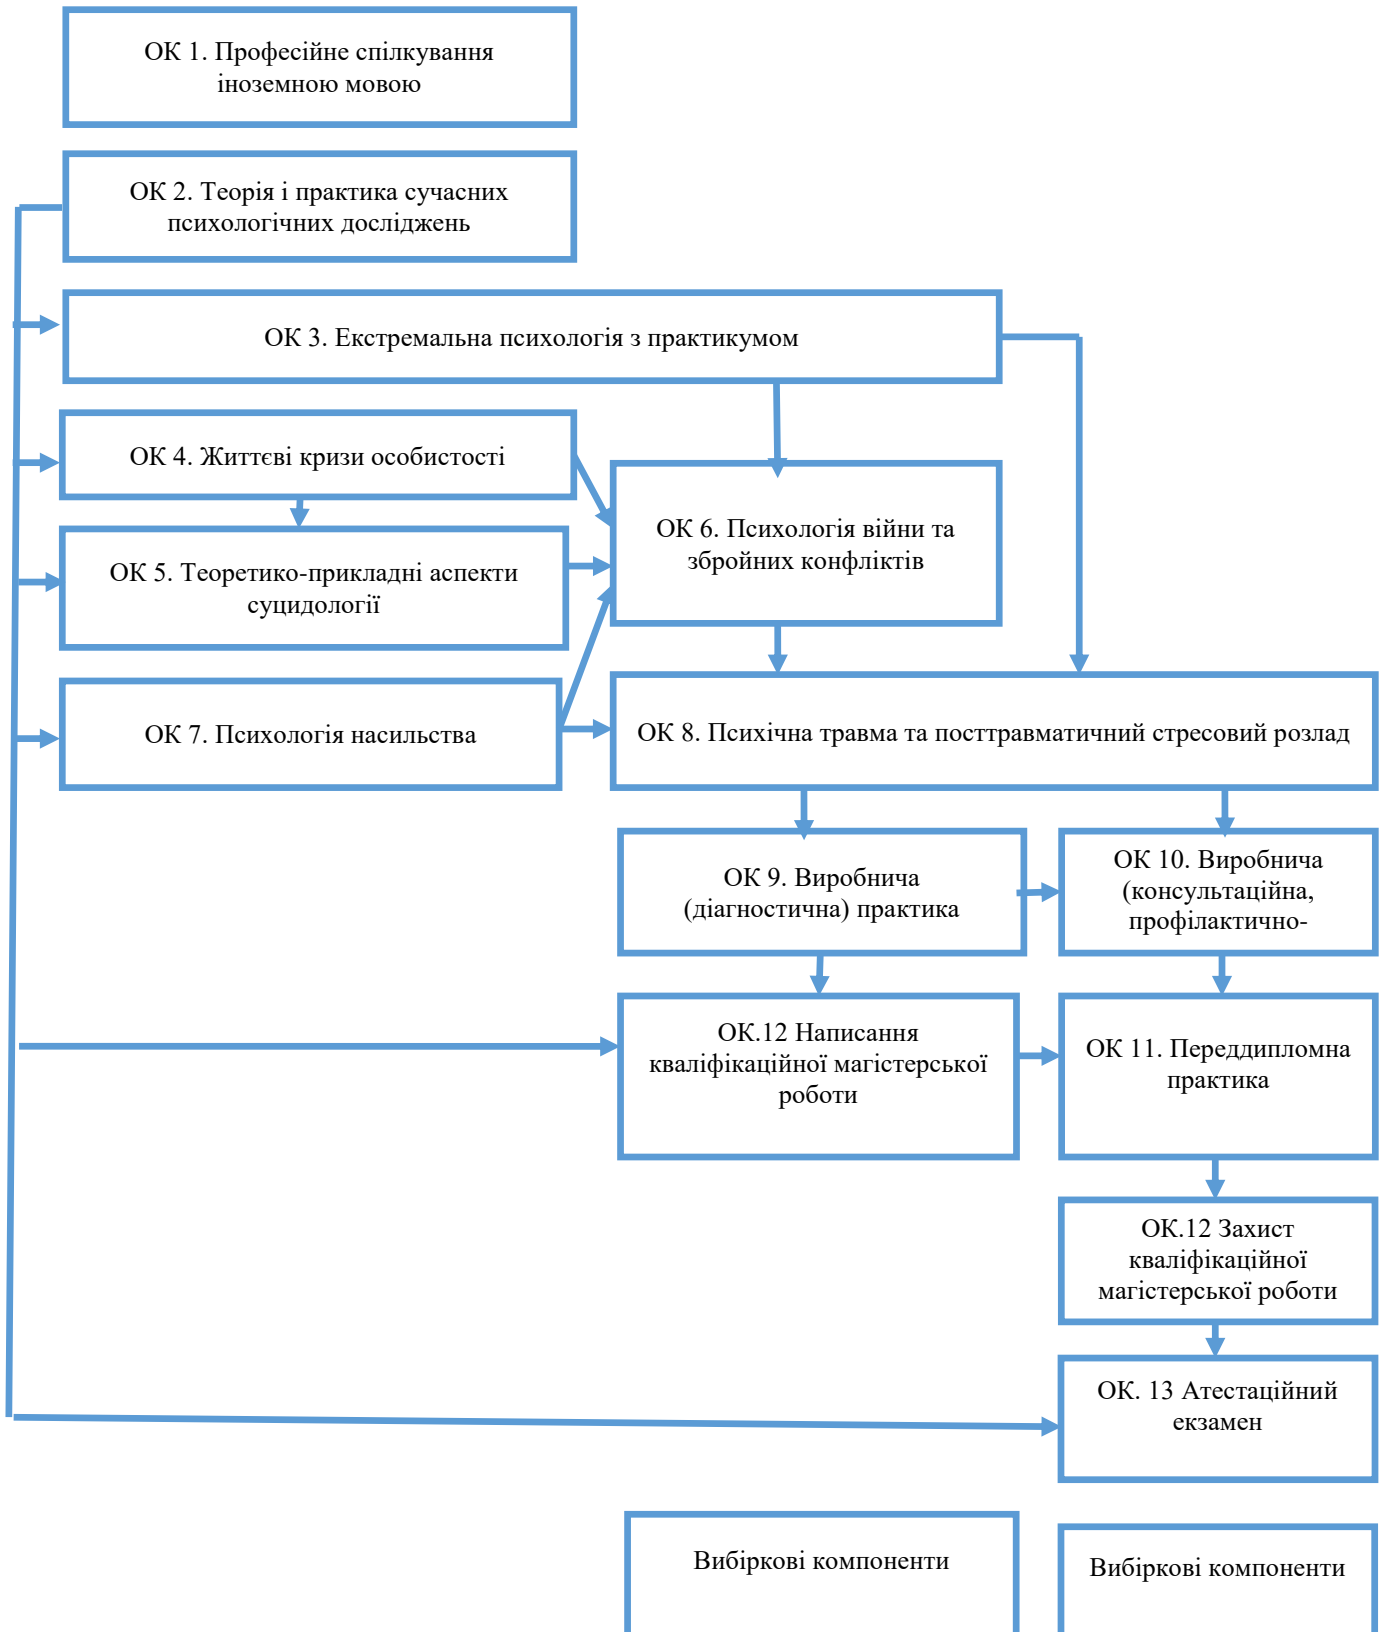 ОК 1. Професійне спілкування
іноземною мовою
ОК 2. Теорія і практика сучасних
психологічних досліджень
ОК 3. Екстремальна психологія з практикумом
ОК 4. Життєві кризи особистості
ОК 6. Психологія війни та
збройних конфліктів
ОК 5. Теоретико-прикладні аспекти
суцидології
ОК 7. Психологія насильства
ОК 8. Психічна травма та посттравматичний стресовий розлад
ОК 9. Виробнича
(діагностична) практика
ОК 10. Виробнича
(консультаційна,
профілактично-
ОК.12 Написання
кваліфікаційної магістерської
роботи
ОК 11. Переддипломна
практика
ОК.12 Захист
кваліфікаційної
магістерської роботи
ОК. 13 Атестаційний
екзамен
Вибіркові компоненти
Вибіркові компоненти